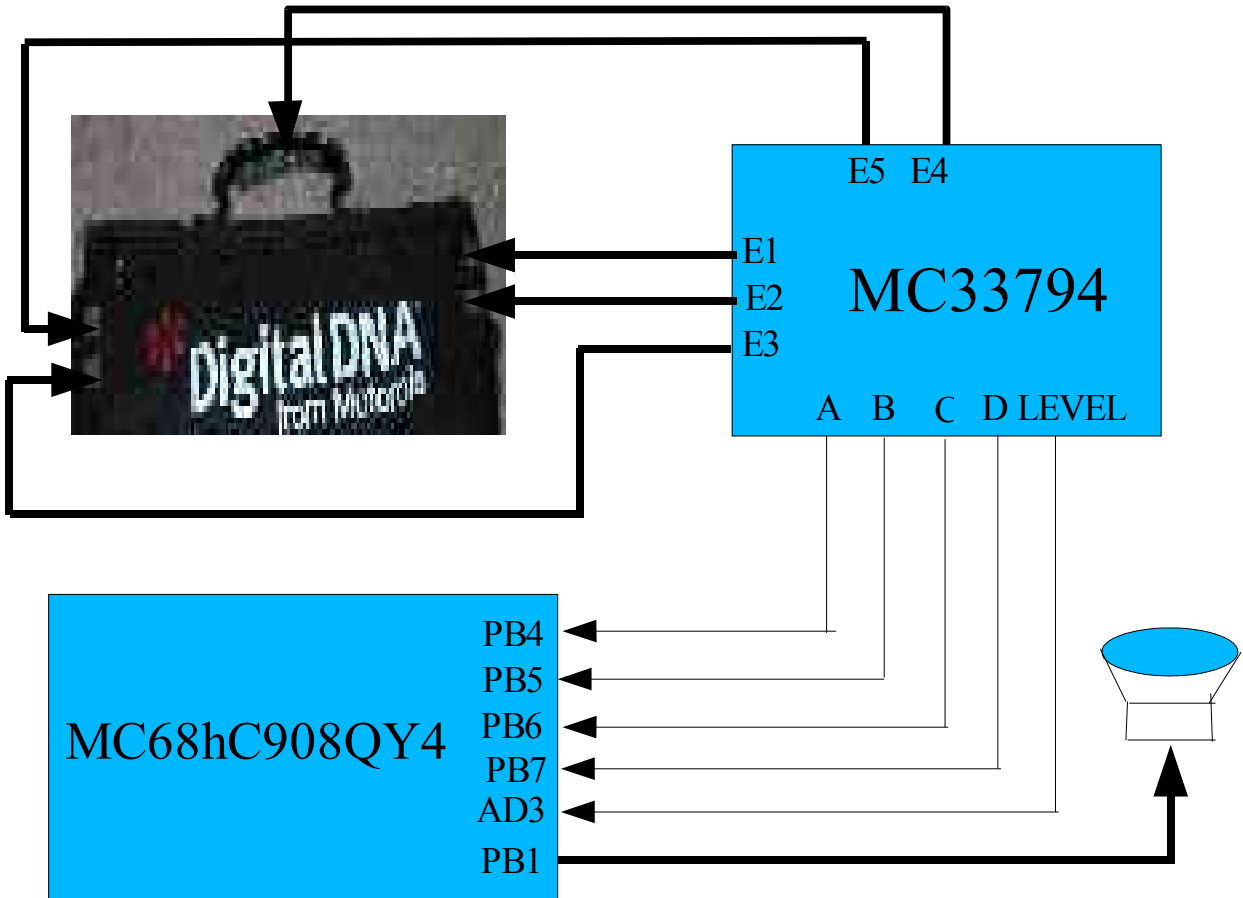 E5 E4
E1
MC33794
E2
E3
A B C D LEVEL
Digital DNA
from Motorola
PB4
PB5
MC68hC908QY4
PB6
PB7
AD3
PB1